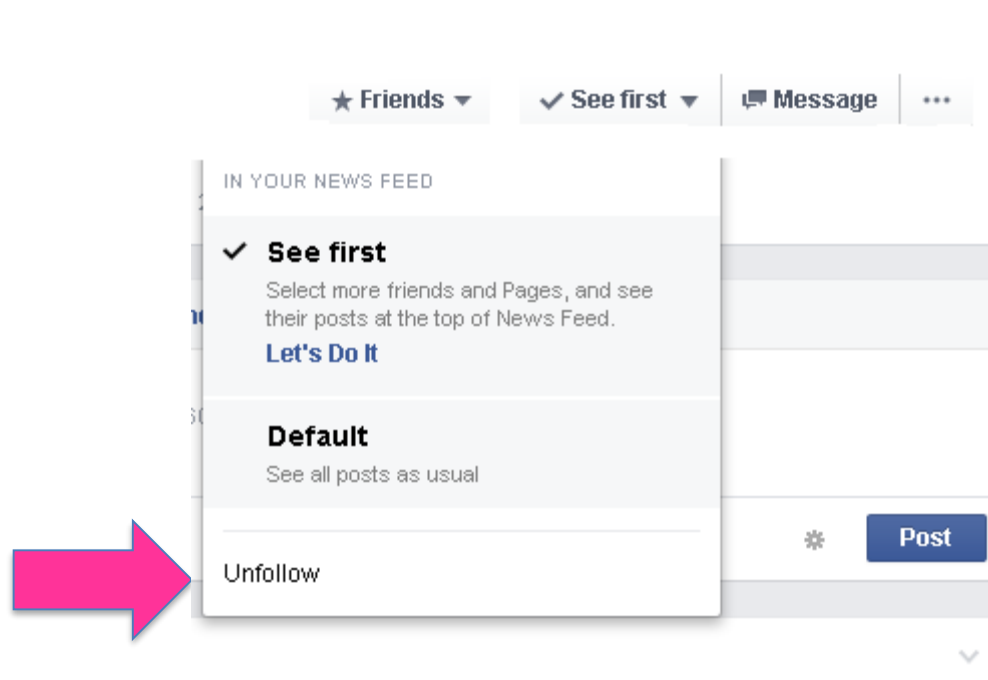 Friends
See first
Message
IN YOUR NEWS FEED
See first
Select more friends and Pages, and see
their posts at the top of News Feed.
Let's Do It
Default
See all posts as usual
Post
Unfollow